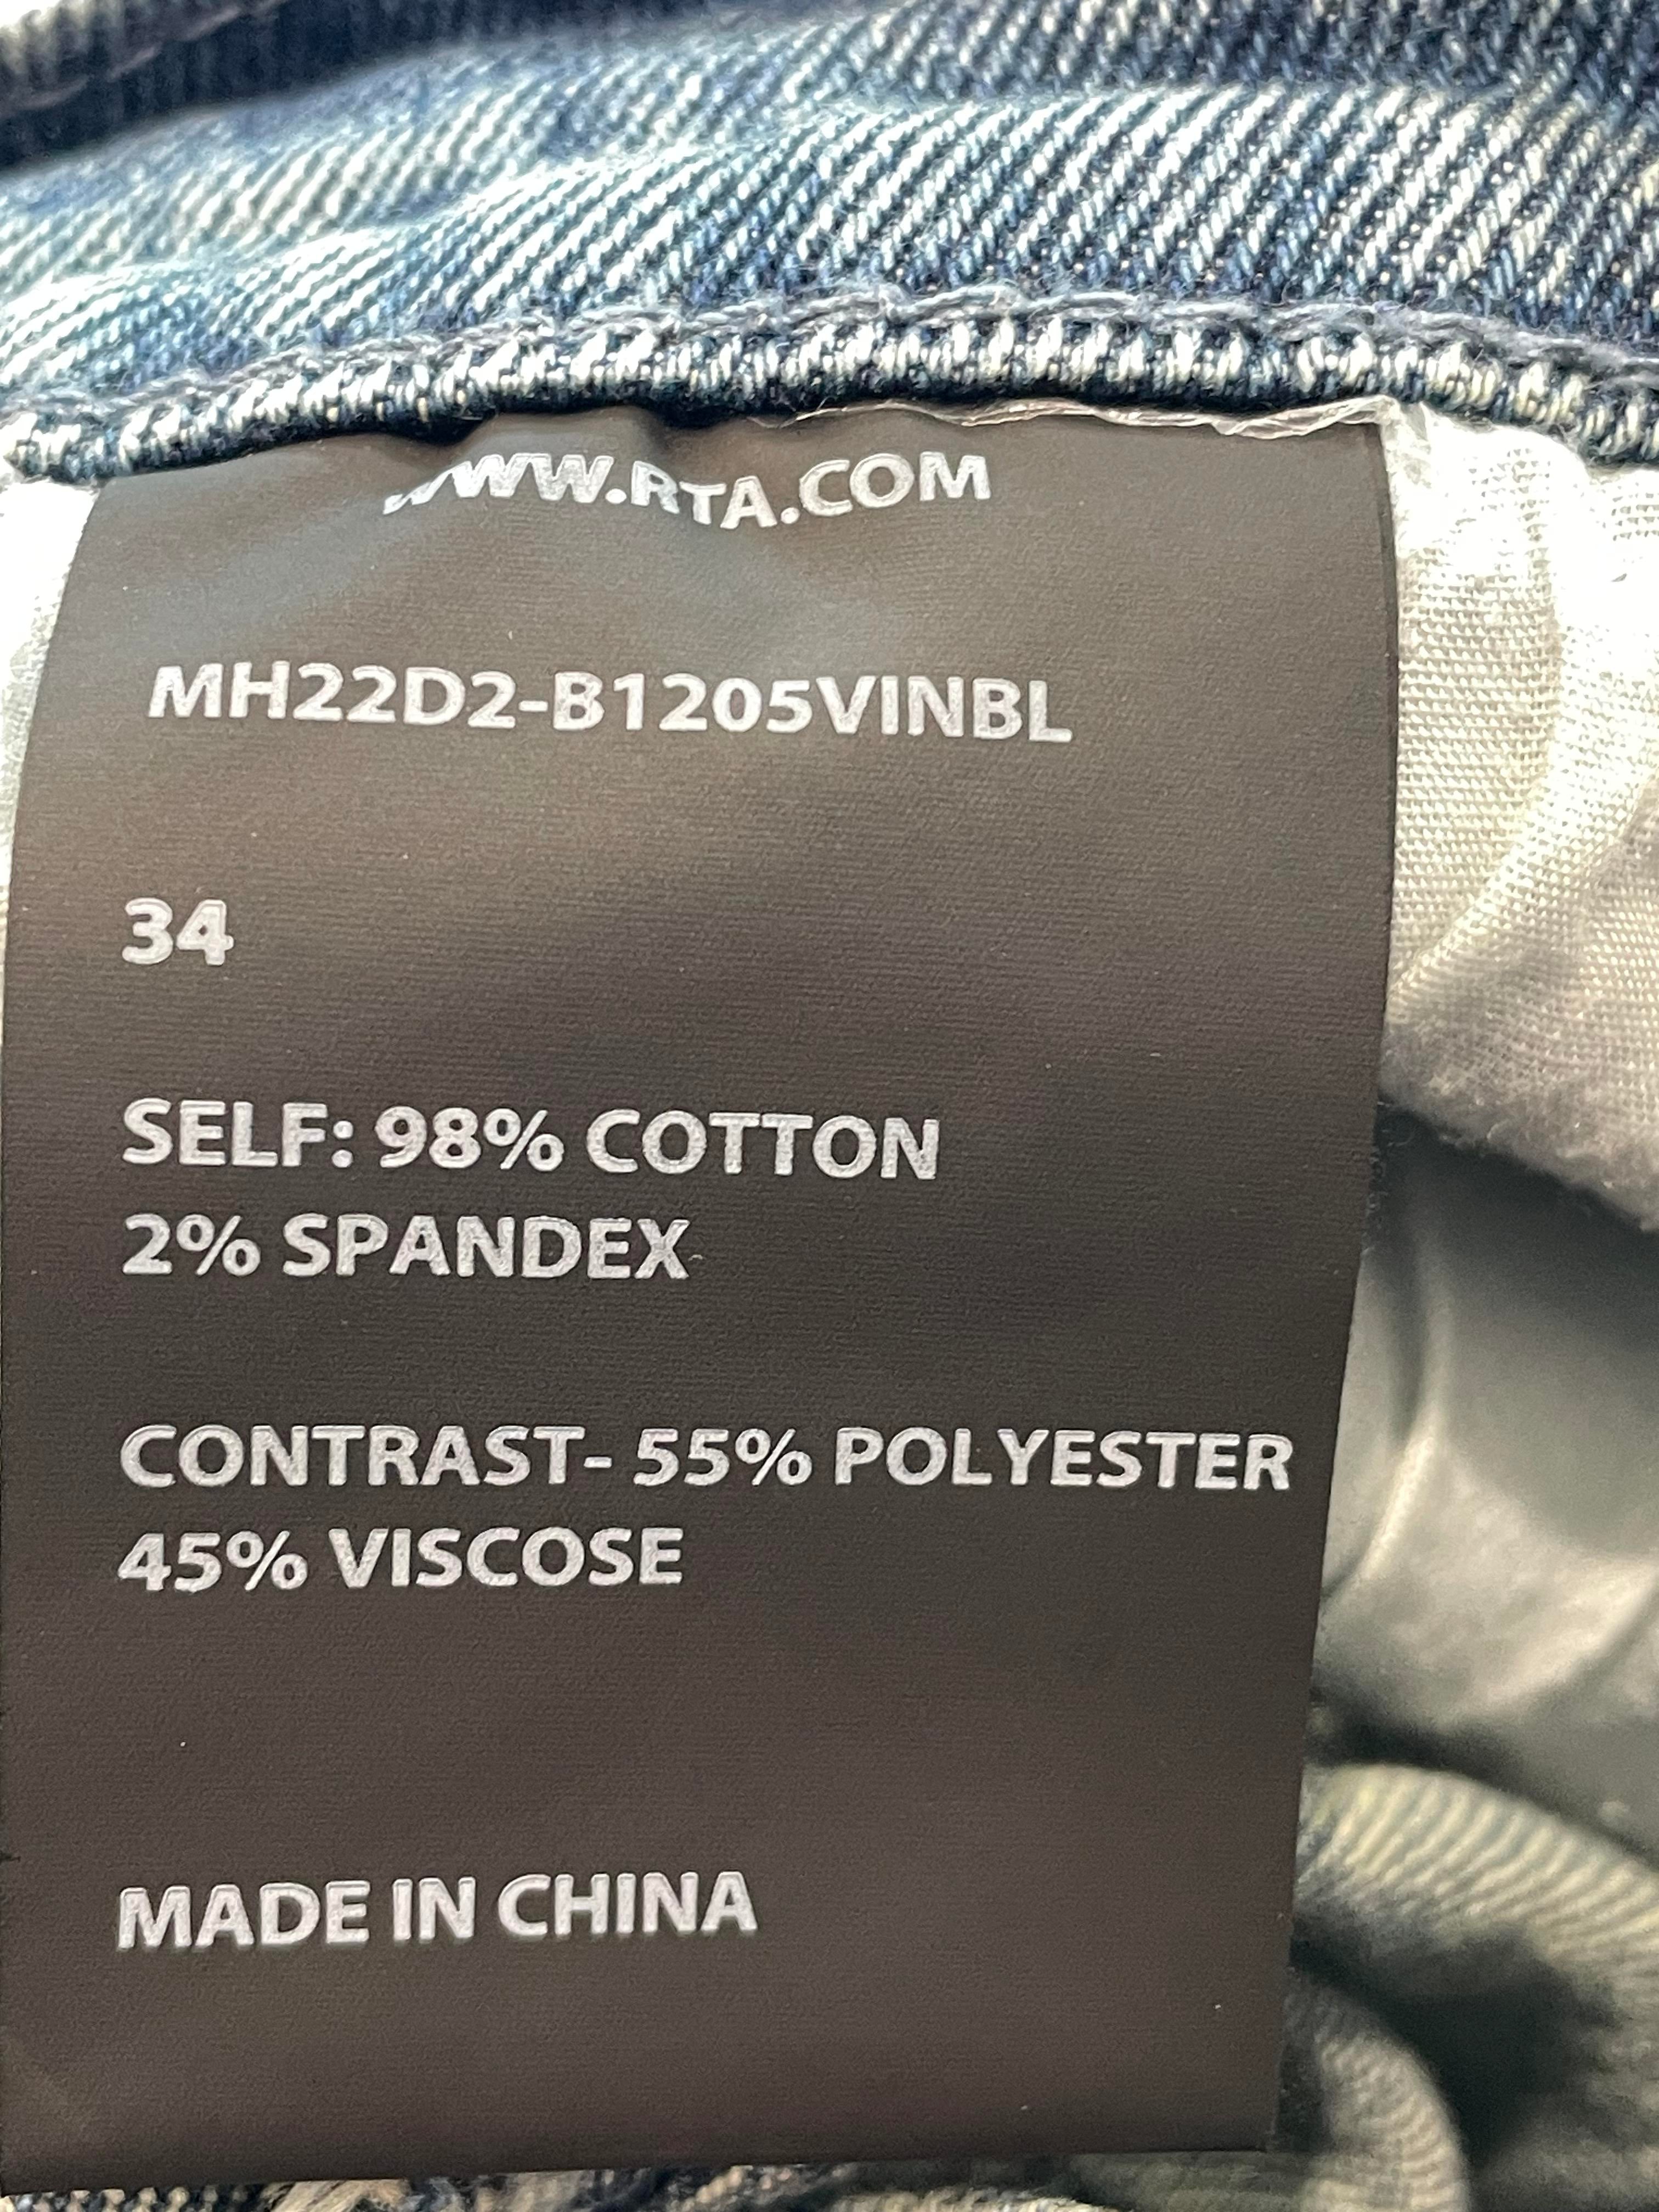 WWW.RTA.COM
MH22D2-B1205VINBL
34
SELF: 98% COTTON
2% SPANDEX
CONTRAST- 55% POLYESTER
45% VISCOSE
MADE IN CHINA